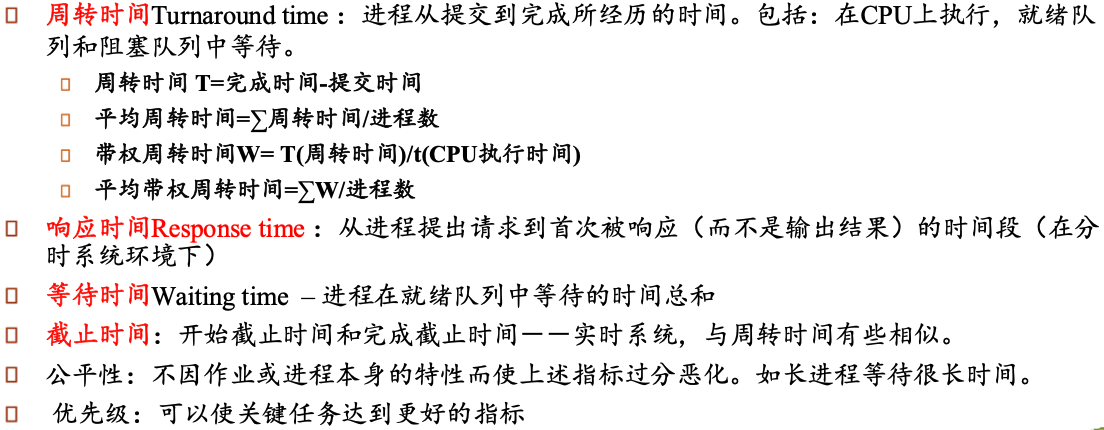 周转时间Turnaround time ：进程从提交到完成所经历的时间。包括：在CPU上执行，就绪队
列和阻塞队列中等待。
周转时间 T=完成时间-提交时间
平均周转时间=∑周转时间/进程数
带权周转时间W= T(周转时间)/t(CPU执行时间)
平均带权周转时间=∑W/进程数
响应时间Response time ：从进程提出请求到首次被响应（而不是输出结果）的时间段（在分
时系统环境下）
等待时间Waiting time – 进程在就绪队列中等待的时间总和
截止时间：开始截止时间和完成截止时间－－实时系统，与周转时间有些相似。
公平性：不因作业或进程本身的特性而使上述指标过分恶化。如长进程等待很长时间。
优先级：可以使关键任务达到更好的指标